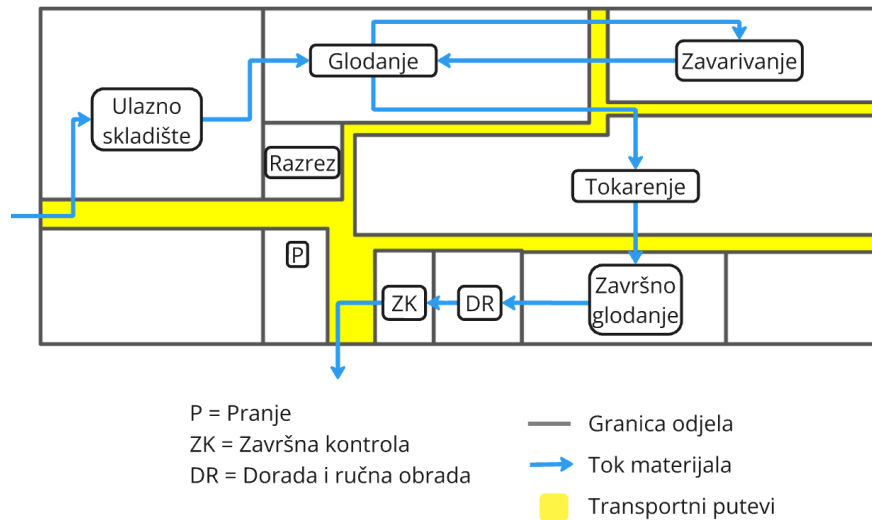 Glodanje
Zavarivanje
Ulazno
skladište
Razrez
Tokarenje
P
ZK
DR
Završno
glodanje
P = Pranje
ZK = Završna kontrola
DR = Dorada i ručna obrada
Granica odjela
Tok materijala
Transportni putevi